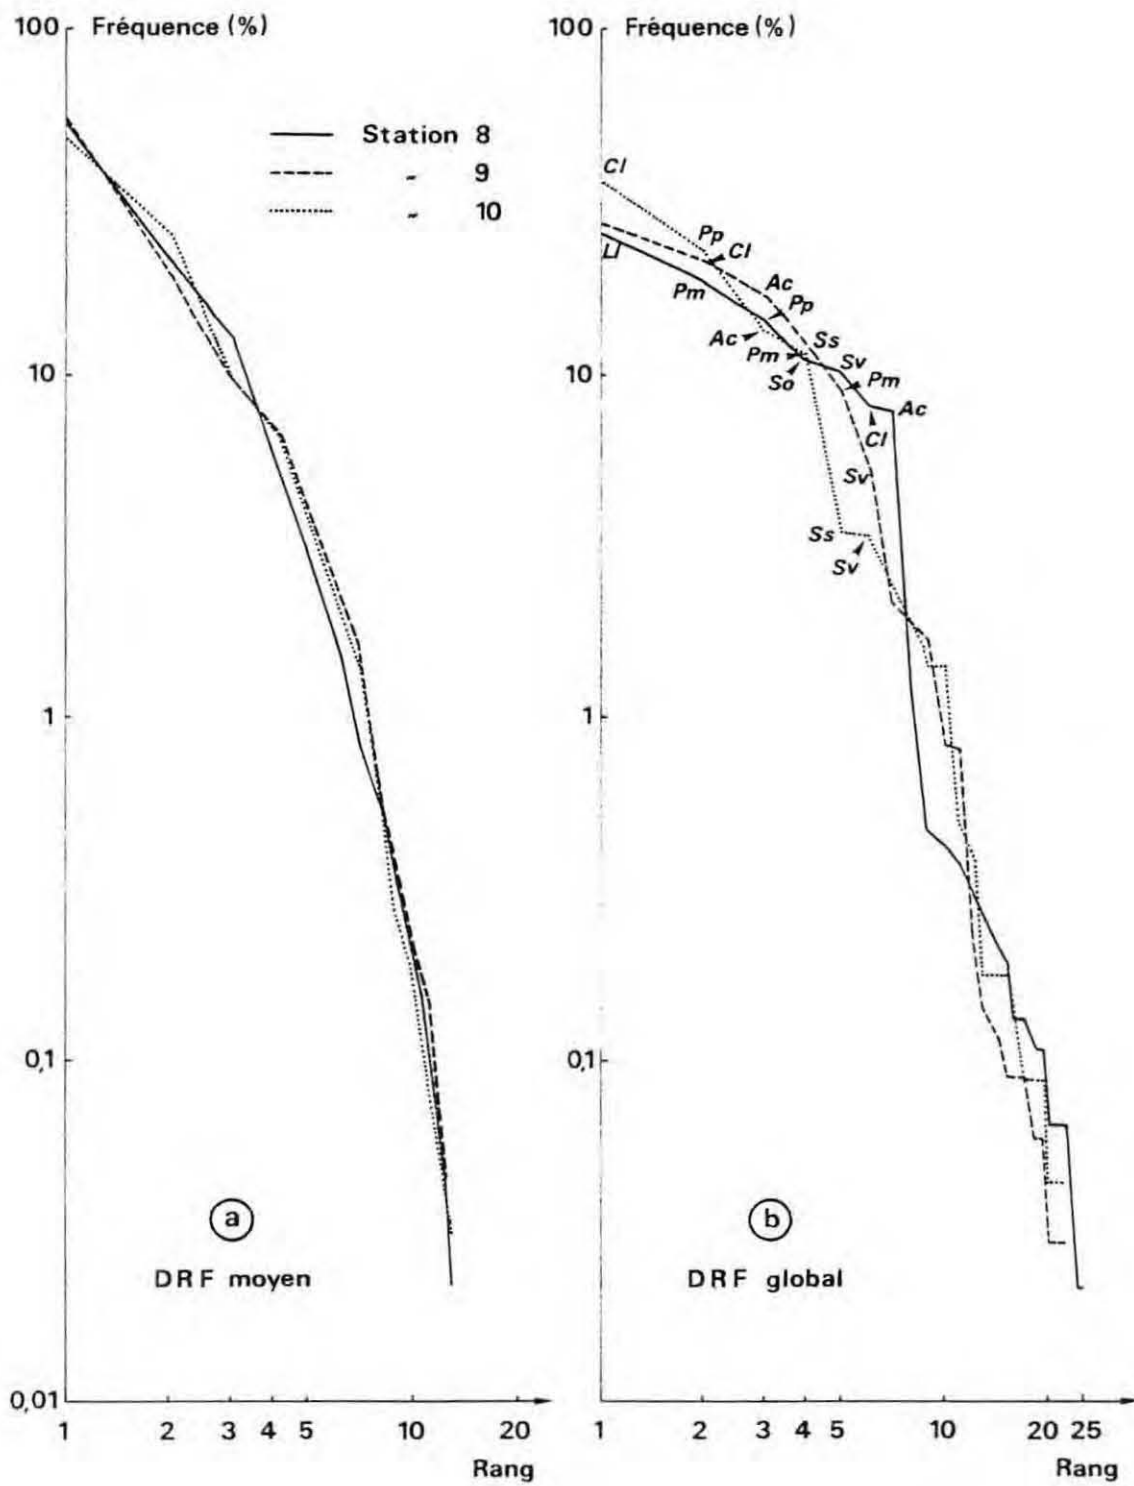 100
Fréquence (%)
Station 8
„ 9
„ 10
10
1
0,1
0,01
a
DRF moyen
1 2 3 4 5 10 20
Rang
100
Fréquence (%)
Cl
Pp
Cl
Ll
Pm
Ac
Pp
Ac
Pm
So
Ss
Sv
Pm
Ac
Cl
Sv
Ss
Sv
10
1
0,1
b
DRF global
1 2 3 4 5 10 20 25
Rang